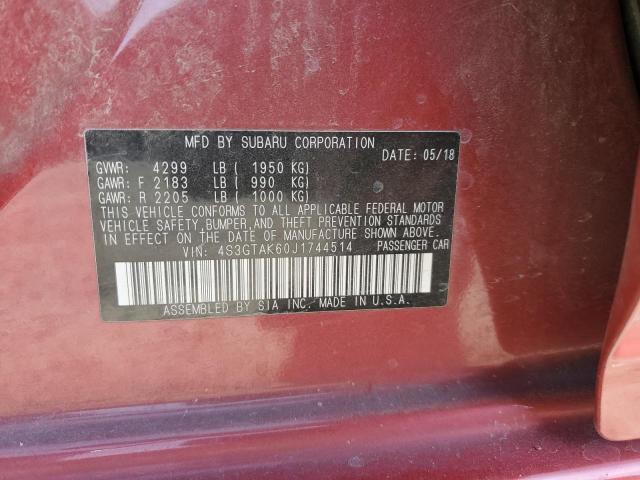 MFD BY SUBARU CORPORATION
DATE: 05/18
GVWR: 4299 LB ( 1950 KG)
GAWR: F 2183 LB ( 990 KG)
GAWR: R 2205 LB ( 1000 KG)
THIS VEHICLE CONFORMS TO ALL APPLICABLE FEDERAL MOTOR
VEHICLE SAFETY,BUMPER,AND THEFT PREVENTION STANDARDS
IN EFFECT ON THE DATE OF MANUFACTURE SHOWN ABOVE.
VIN: 4S3GTAK60J1744514 PASSENGER CAR
ASSEMBLED BY SIA INC. MADE IN U.S.A.